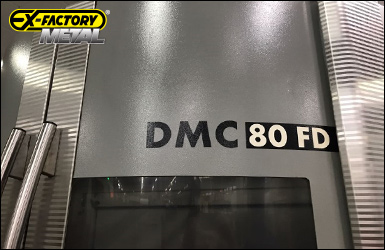 EX-FACTORY
METAL
DMC 80 FD